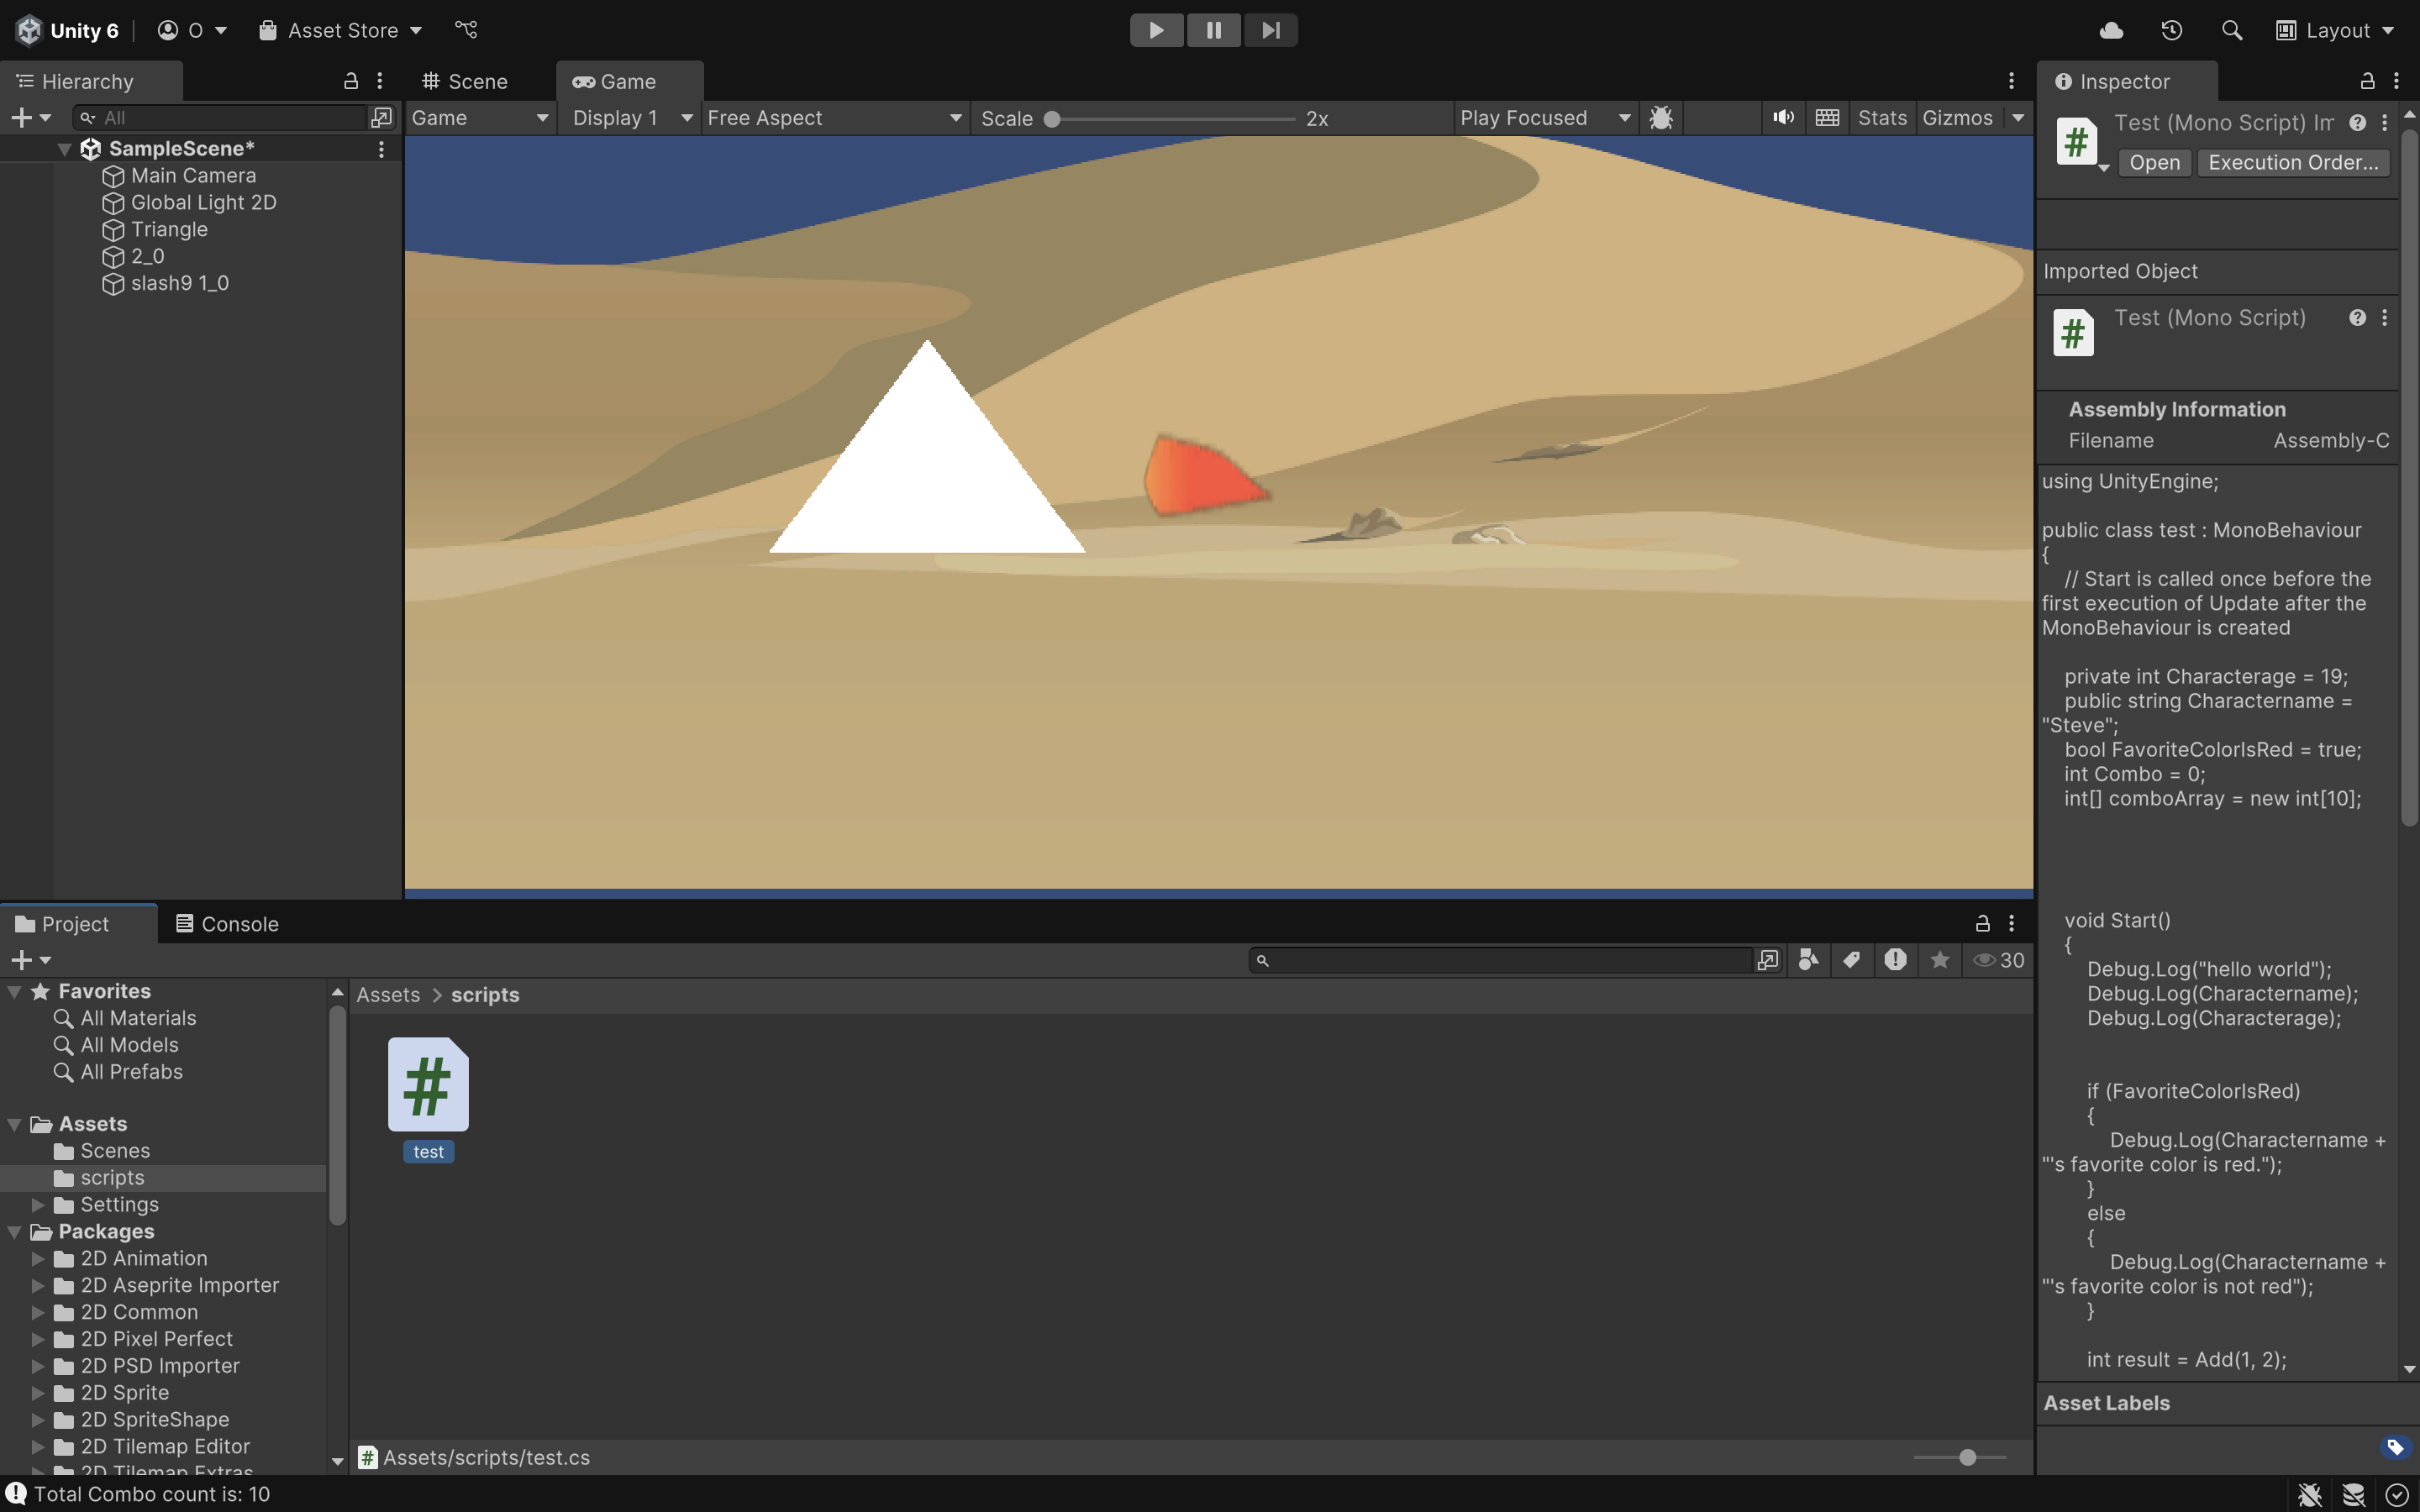 Unity 6
O
Asset Store
Layout
Hierarchy
Scene
Game
Inspector
All
Game
Display 1
Free Aspect
Scale
2x
Play Focused
Stats
Gizmos
SampleScene*
Main Camera
Global Light 2D
Triangle
2_0
slash9 1_0
Test (Mono Script) Im
Open
Execution Order...
Imported Object
Test (Mono Script)
Assembly Information
Filename
Assembly-C
using UnityEngine;
public class test : MonoBehaviour
{
// Start is called once before the
first execution of Update after the
MonoBehaviour is created
private int Characterage = 19;
public string Charactername =
"Steve";
bool FavoriteColorIsRed = true;
int Combo = 0;
int[] comboArray = new int[10];
void Start()
{
Debug.Log("hello world");
Debug.Log(Charactername);
Debug.Log(Characterage);
if (FavoriteColorIsRed)
{
Debug.Log(Charactername +
"'s favorite color is red.");
}
else
{
Debug.Log(Charactername +
"'s favorite color is not red");
}
int result = Add(1, 2);
Asset Labels
Project
Console
30
Favorites
All Materials
All Models
All Prefabs
Assets
Scenes
scripts
Settings
Packages
2D Animation
2D Aseprite Importer
2D Common
2D Pixel Perfect
2D PSD Importer
2D Sprite
2D SpriteShape
2D Tilemap Editor
2D Tilemap Extras
Assets > scripts
#
test
Assets/scripts/test.cs
Total Combo count is: 10